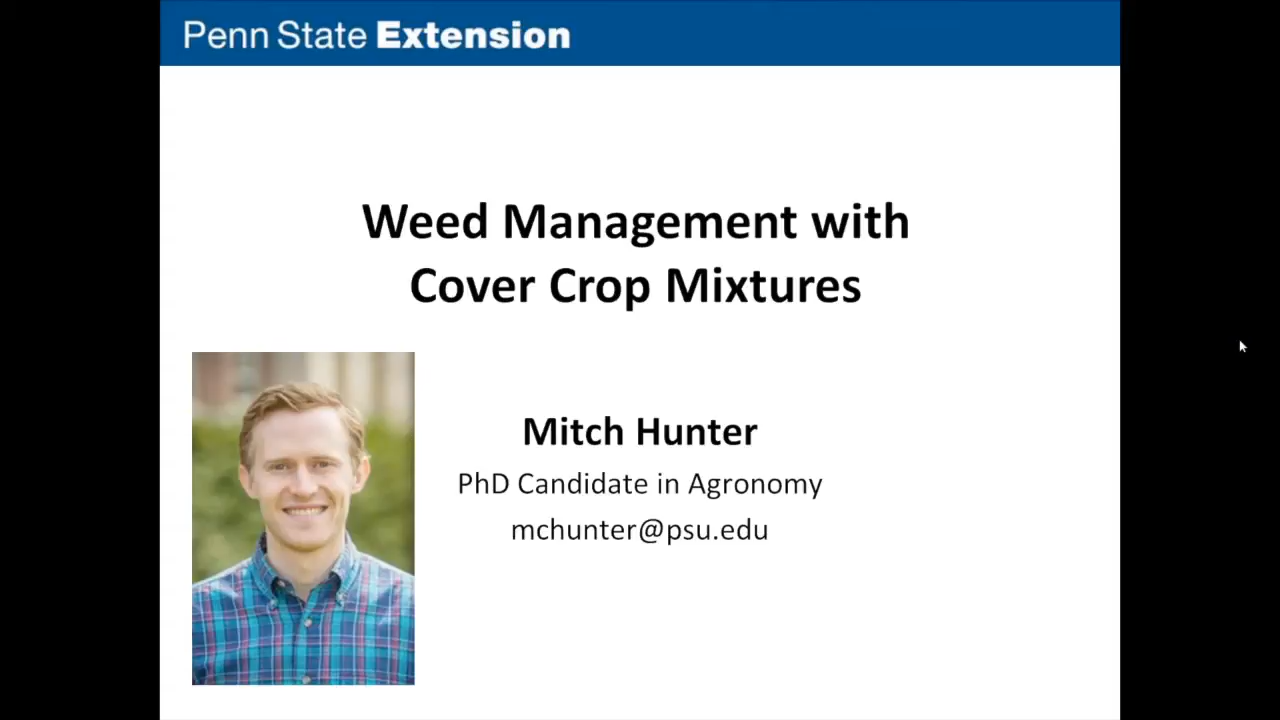 Penn State Extension
Weed Management with
Cover Crop Mixtures
Mitch Hunter
PhD Candidate in Agronomy
mchunter@psu.edu